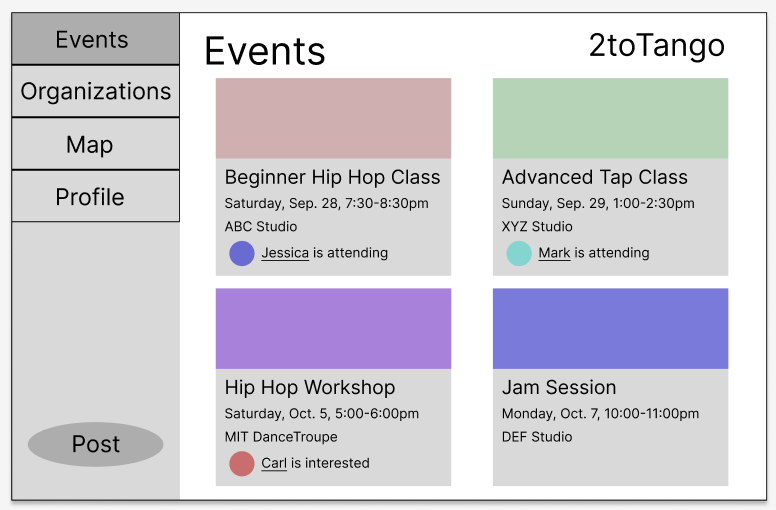 Events
Organizations
Map
Profile
Post
Events
2toTango
Beginner Hip Hop Class
Saturday, Sep. 28, 7:30-8:30pm
ABC Studio
Jessica is attending
Advanced Tap Class
Sunday, Sep. 29, 1:00-2:30pm
XYZ Studio
Mark is attending
Hip Hop Workshop
Saturday, Oct. 5, 5:00-6:00pm
MIT DanceTroupe
Carl is interested
Jam Session
Monday, Oct. 7, 10:00-11:00pm
DEF Studio